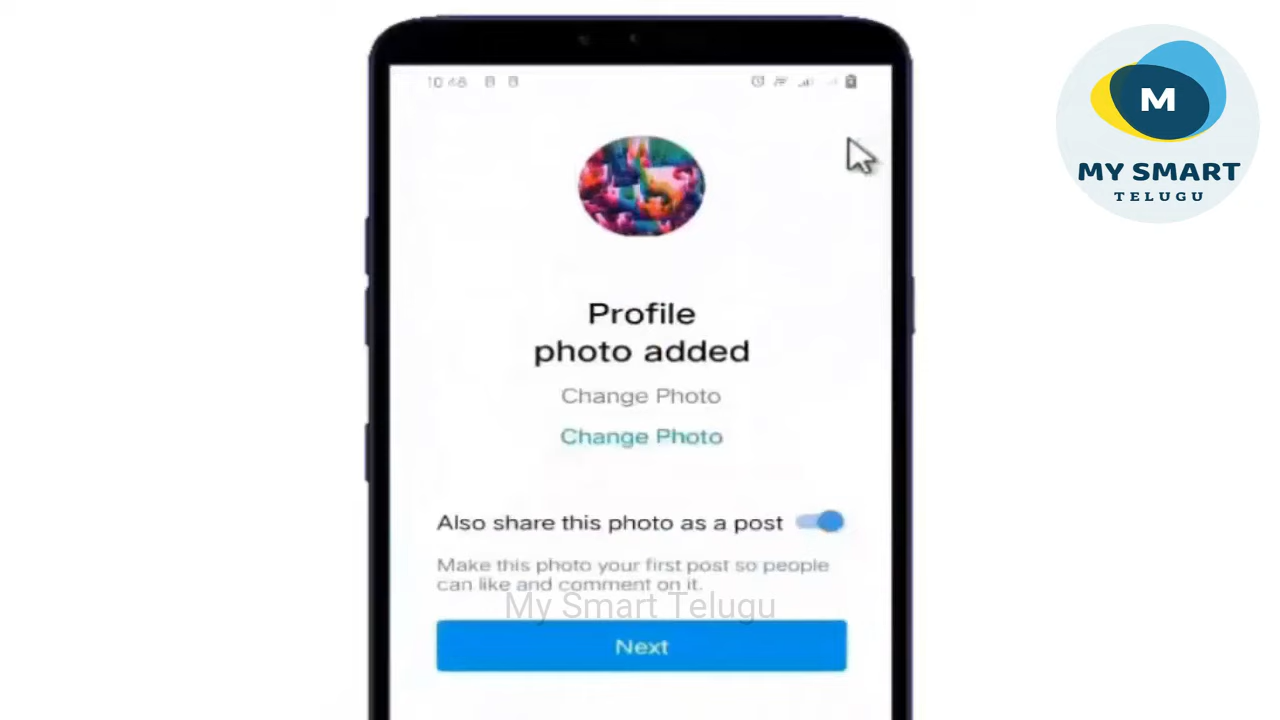 10:48
M
MY SMART
TELUGU
Profile
photo added
Change Photo
Change Photo
Also share this photo as a post
Make this photo your first post so people
can like and comment on it.
My Smart Telugu
Next